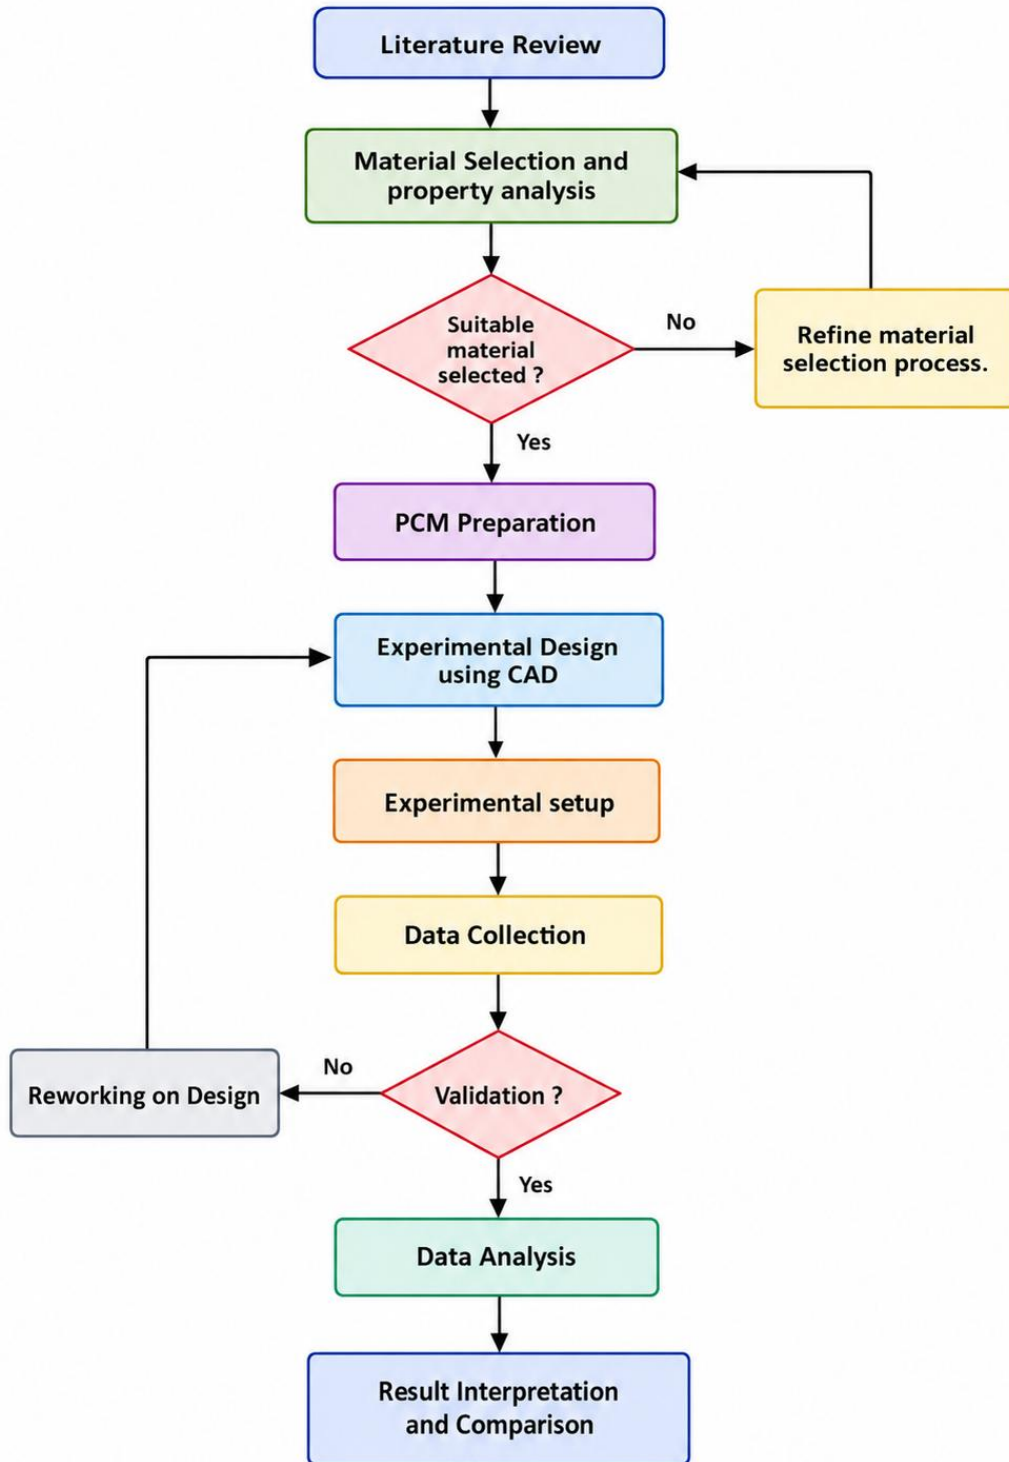 Literature Review
Material Selection and
property analysis
Suitable
material
selected ?
No
Refine material
selection process.
Yes
PCM Preparation
Experimental Design
using CAD
Experimental setup
Data Collection
Validation ?
No
Reworking on Design
Yes
Data Analysis
Result Interpretation
and Comparison